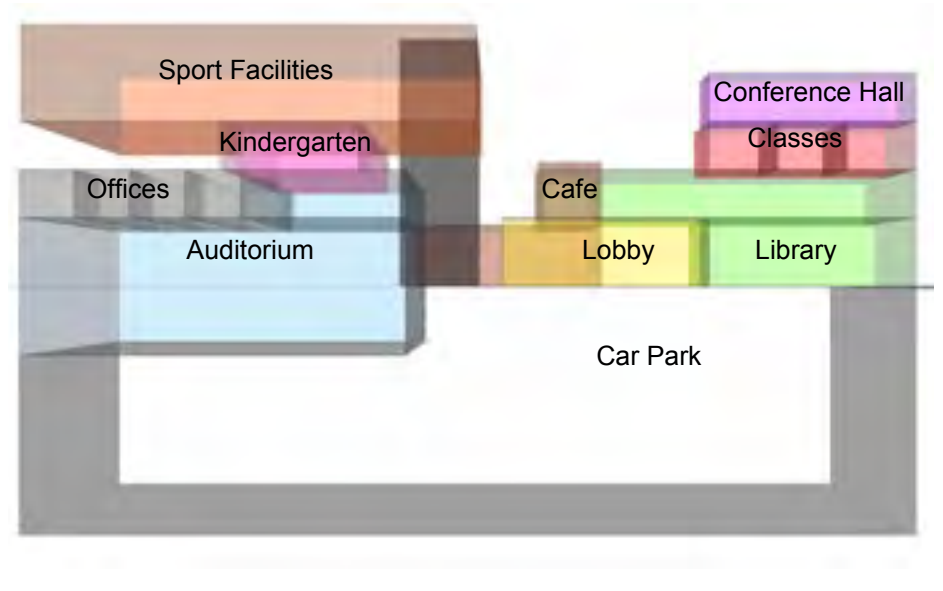 Sport Facilities
Conference Hall
Kindergarten
Classes
Offices
Cafe
Auditorium
Lobby
Library
Car Park